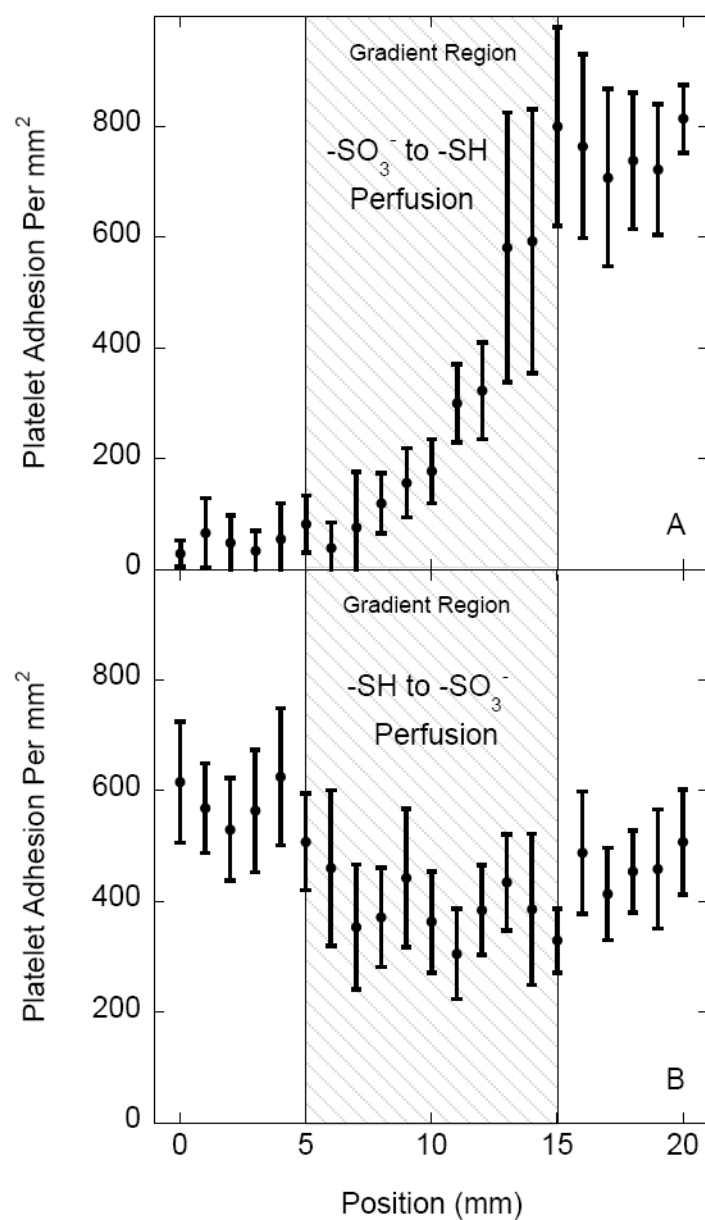 Gradient Region
-SO₃⁻ to -SH
Perfusion
Platelet Adhesion Per mm²
800
600
400
200
0
A
Gradient Region
-SH to -SO₃⁻
Perfusion
Platelet Adhesion Per mm²
800
600
400
200
0
B
0 5 10 15 20
Position (mm)